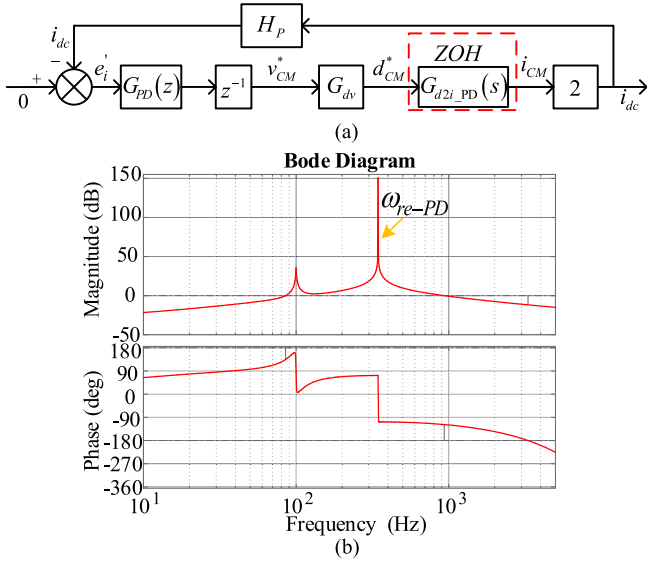 H_P
i_dc
−
e_i'
+
0
G_PD(z)
z^-1
v*_CM
G_dv
d*_CM
ZOH
G_d2i_PD(s)
i_CM
2
i_dc
(a)
Bode Diagram
Magnitude (dB)
150
100
50
0
-50
ω_re-PD
Phase (deg)
180
90
0
-90
-180
-270
-360
10^1
10^2
10^3
Frequency (Hz)
(b)